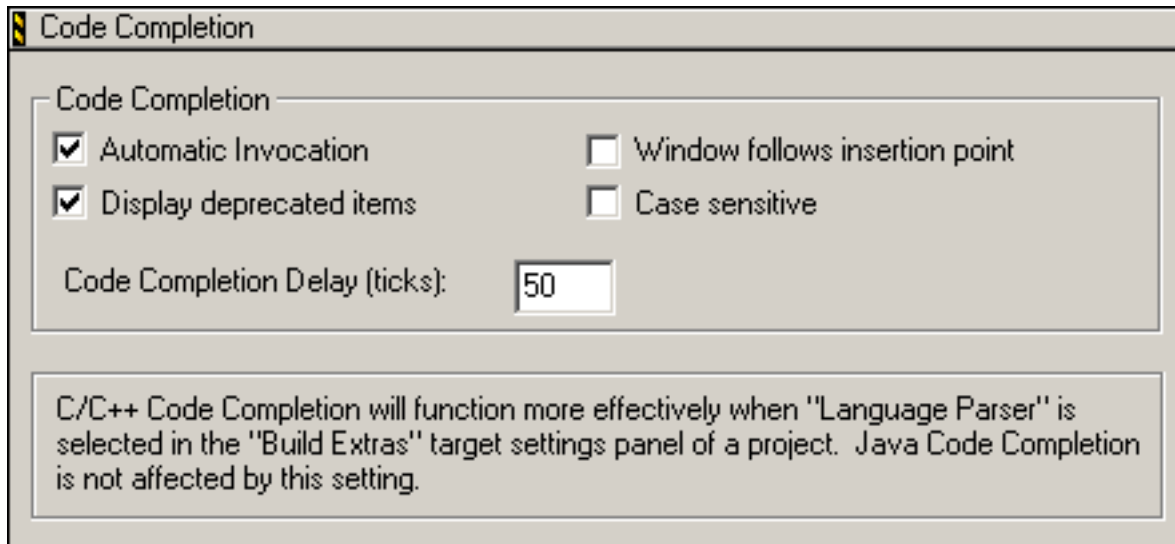 Code Completion
Code Completion
Automatic Invocation
Window follows insertion point
Display deprecated items
Case sensitive
Code Completion Delay (ticks):
50
C/C++ Code Completion will function more effectively when "Language Parser" is
selected in the "Build Extras" target settings panel of a project.  Java Code Completion
is not affected by this setting.